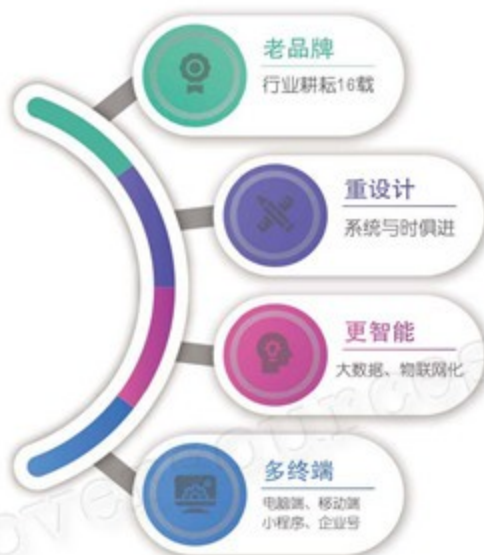 老品牌
行业耕耘16载
重设计
系统与时俱进
更智能
大数据、物联网化
多终端
电脑端、移动端
小程序、企业号